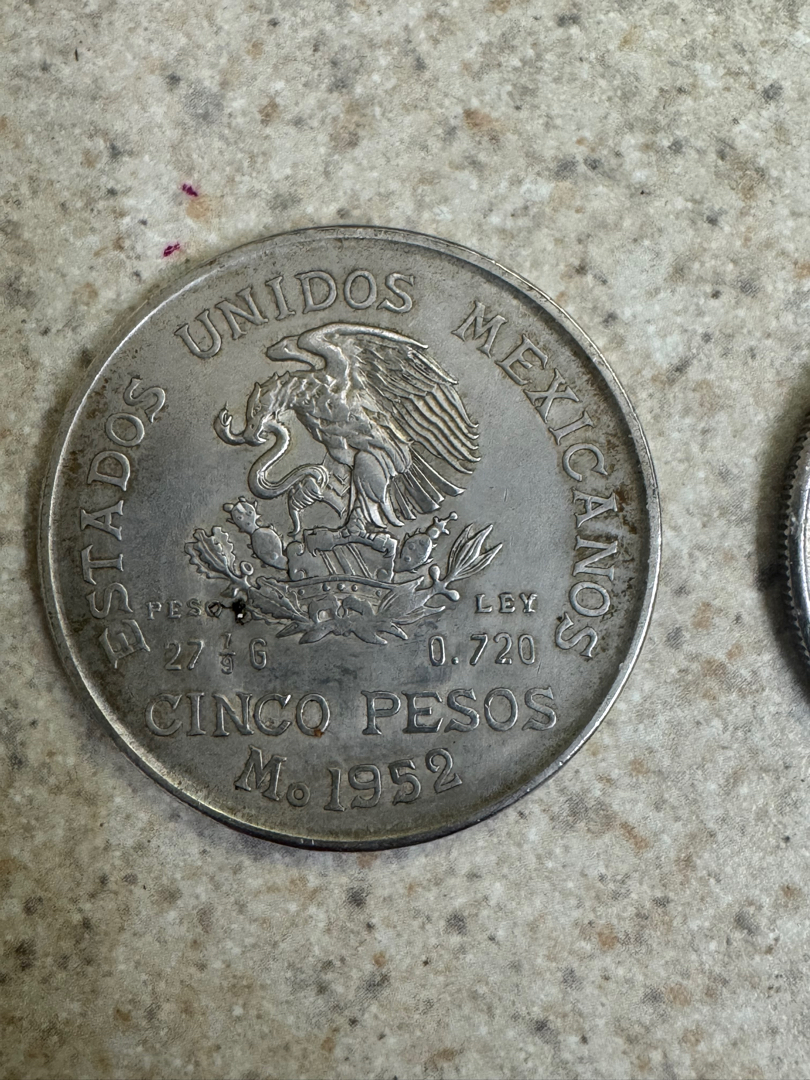 ESTADOS UNIDOS MEXICANOS
PESO LEY
27 7/9 G 0.720
CINCO PESOS
Mo 1952